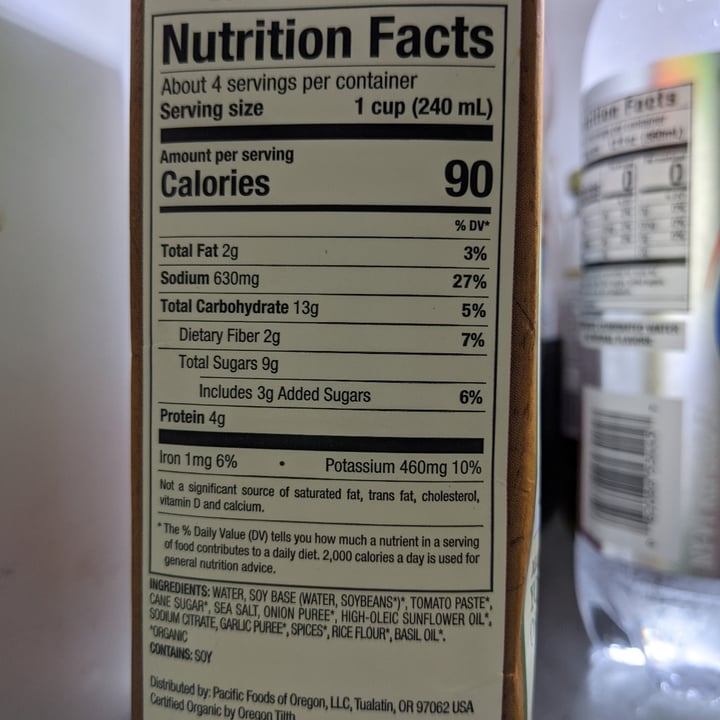 Nutrition Facts
About 4 servings per container
Serving size 1 cup (240 mL)
Amount per serving
Calories 90
% DV*
Total Fat 2g 3%
Sodium 630mg 27%
Total Carbohydrate 13g 5%
Dietary Fiber 2g 7%
Total Sugars 9g
Includes 3g Added Sugars 6%
Protein 4g
Iron 1mg 6% • Potassium 460mg 10%
Not a significant source of saturated fat, trans fat, cholesterol,
vitamin D and calcium.
* The % Daily Value (DV) tells you how much a nutrient in a serving
of food contributes to a daily diet. 2,000 calories a day is used for
general nutrition advice.
INGREDIENTS: WATER, SOY BASE (WATER, SOYBEANS*)*, TOMATO PASTE*,
CANE SUGAR*, SEA SALT, ONION PUREE*, HIGH-OLEIC SUNFLOWER OIL*,
SODIUM CITRATE, GARLIC PUREE*, SPICES*, RICE FLOUR*, BASIL OIL*.
*ORGANIC
CONTAINS: SOY
Distributed by: Pacific Foods of Oregon, LLC, Tualatin, OR 97062 USA
Certified Organic by Oregon Tilth
Facts
0 0